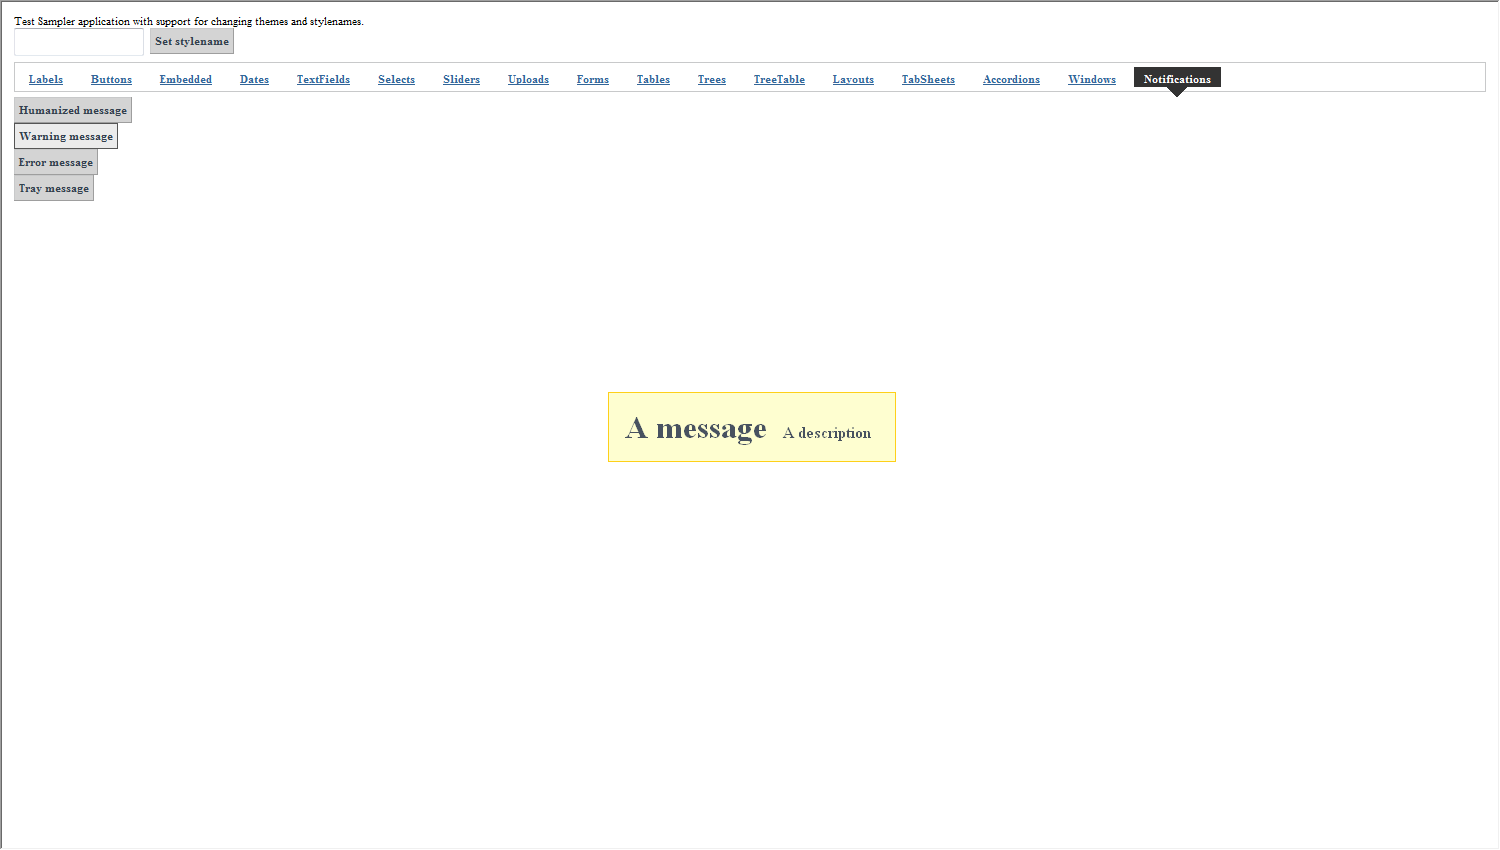 Test Sampler application with support for changing themes and stylenames.
Set stylename
Labels Buttons Embedded Dates TextFields Selects Sliders Uploads Forms Tables Trees TreeTable Layouts TabSheets Accordions Windows Notifications
Humanized message
Warning message
Error message
Tray message
A message A description